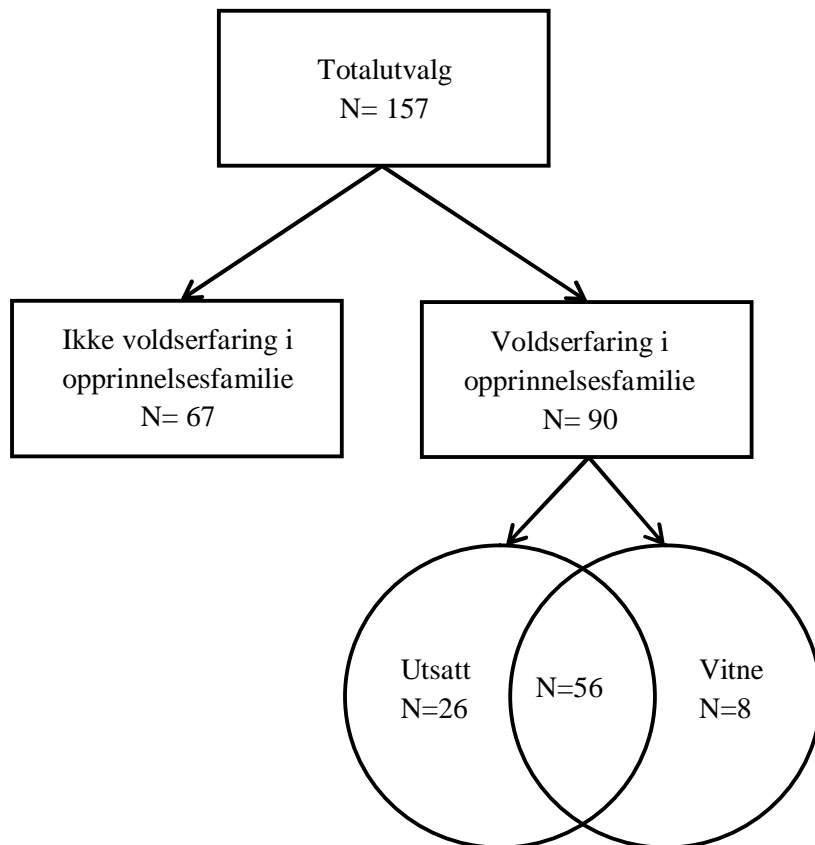 Totalutvalg
N= 157
Ikke voldserfaring i
opprinnelsesfamilie
N= 67
Voldserfaring i
opprinnelsesfamilie
N= 90
Utsatt
N=26
N=56
Vitne
N=8